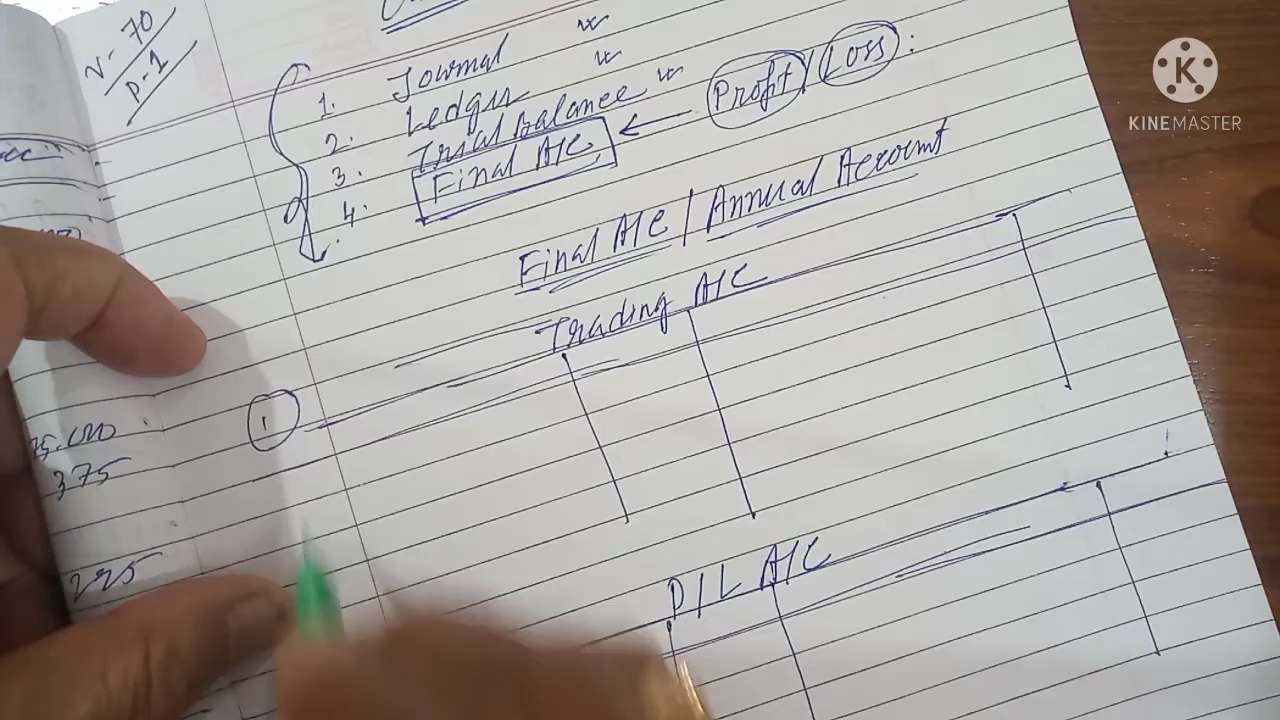 V-70
P-1
1. Journal
2. Ledger
3. Trial Balance
4. Final A/C
Profit / Loss :
Final A/C / Annual Account
Trading A/C
1
P/L A/C
375
225
K
KINEMASTER